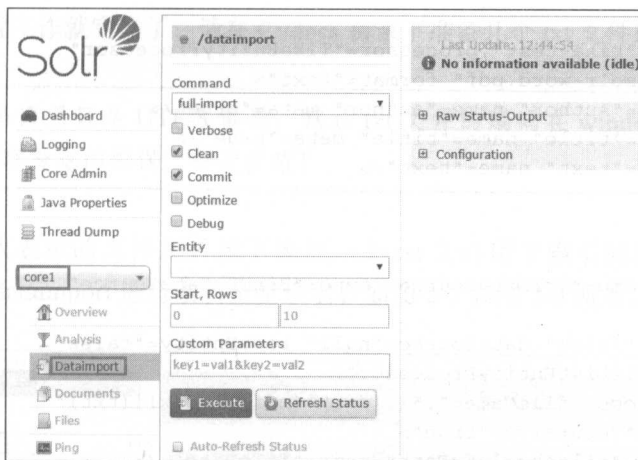 Solr
Dashboard
Logging
Core Admin
Java Properties
Thread Dump
core1
Overview
Analysis
Dataimport
Documents
Files
Ping
/dataimport
Command
full-import
Verbose
Clean
Commit
Optimize
Debug
Entity
Start, Rows
0 10
Custom Parameters
key1=val1&key2=val2
Execute Refresh Status
Auto-Refresh Status
Last Update: 12:44:54
No information available (idle)
Raw Status-Output
Configuration